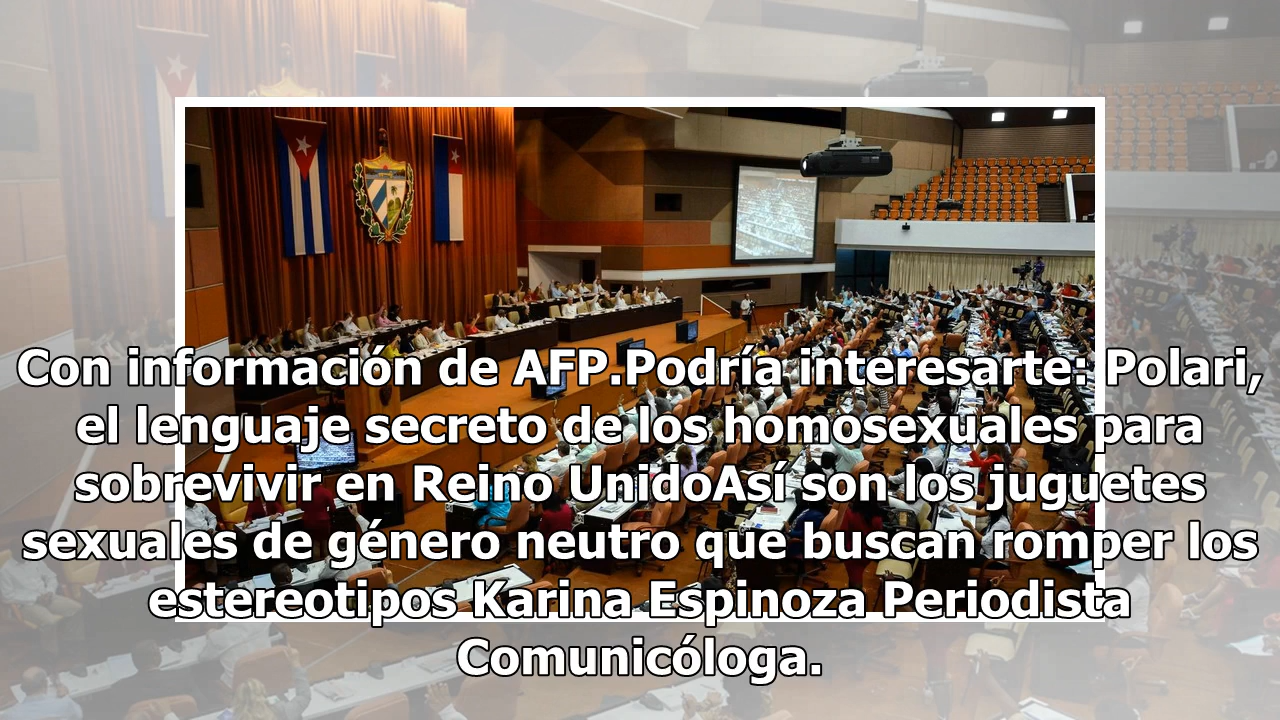 Con información de AFP.Podría interesarte: Polari,
el lenguaje secreto de los homosexuales para
sobrevivir en Reino UnidoAsí son los juguetes
sexuales de género neutro que buscan romper los
estereotipos Karina Espinoza Periodista
Comunicóloga.